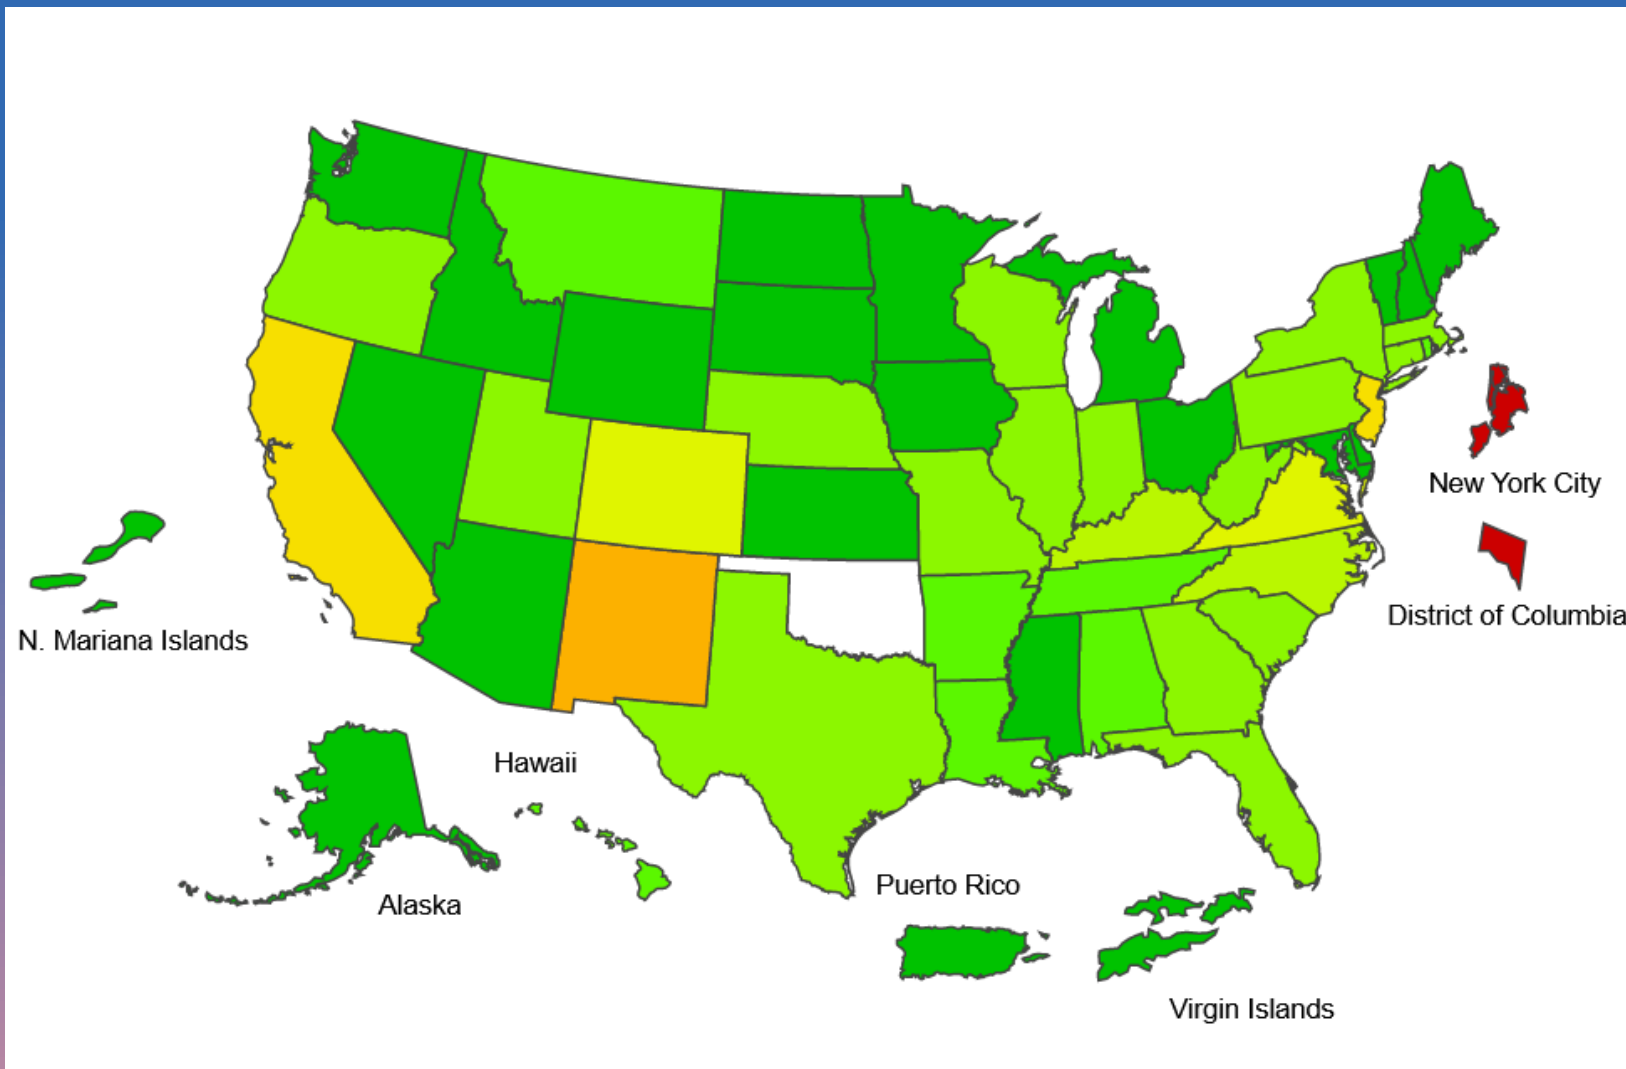 New York City
District of Columbia
N. Mariana Islands
Hawaii
Alaska
Puerto Rico
Virgin Islands